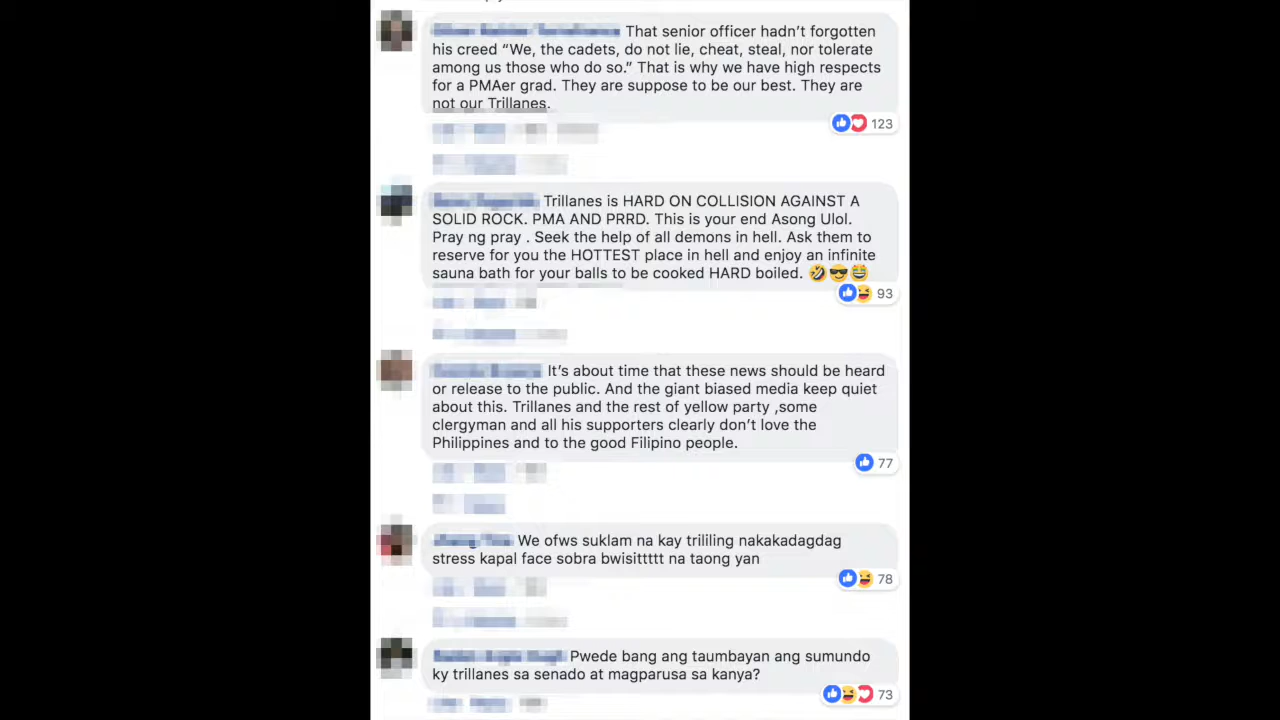 That senior officer hadn’t forgotten
his creed “We, the cadets, do not lie, cheat, steal, nor tolerate
among us those who do so.” That is why we have high respects
for a PMAer grad. They are suppose to be our best. They are
not our Trillanes.
123
Trillanes is HARD ON COLLISION AGAINST A
SOLID ROCK. PMA AND PRRD. This is your end Asong Ulol.
Pray ng pray . Seek the help of all demons in hell. Ask them to
reserve for you the HOTTEST place in hell and enjoy an infinite
sauna bath for your balls to be cooked HARD boiled. 🤣😎😆
93
It’s about time that these news should be heard
or release to the public. And the giant biased media keep quiet
about this. Trillanes and the rest of yellow party ,some
clergyman and all his supporters clearly don’t love the
Philippines and to the good Filipino people.
77
We ofws suklam na kay trililing nakakadagdag
stress kapal face sobra bwisittttt na taong yan
78
Pwede bang ang taumbayan ang sumundo
ky trillanes sa senado at magparusa sa kanya?
73